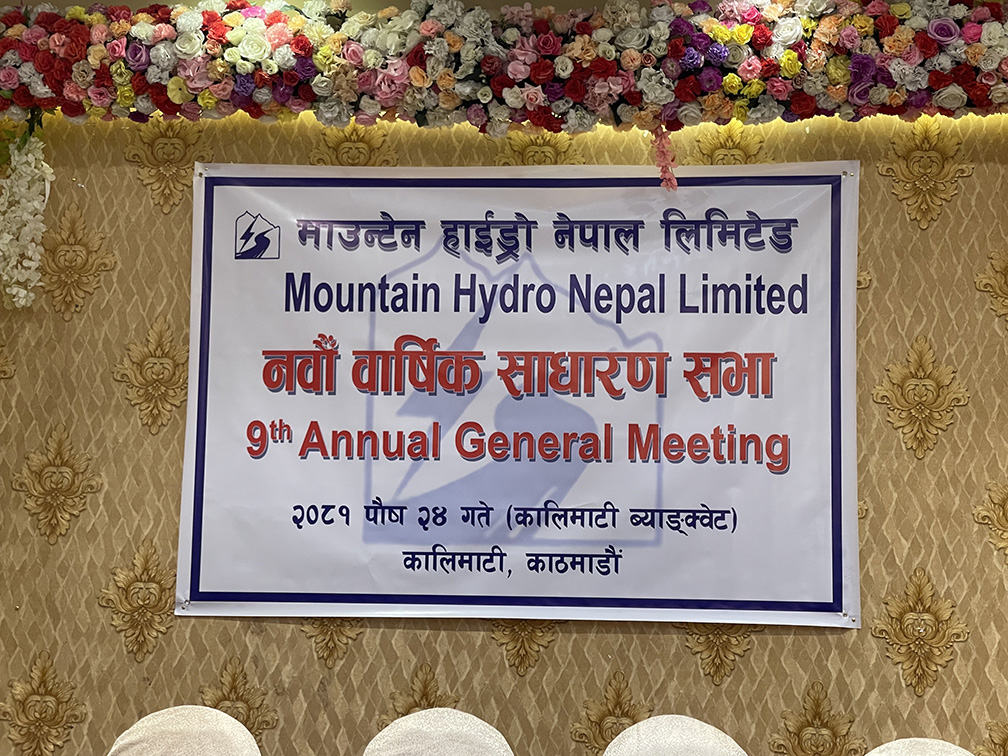 माउन्टेन हाईड्रो नेपाल लिमिटेड
Mountain Hydro Nepal Limited
नवौं वार्षिक साधारण सभा
9th Annual General Meeting
२०८१ पौष २४ गते (कालिमाटी ब्याङ्क्वेट)
कालिमाटी, काठमाडौं